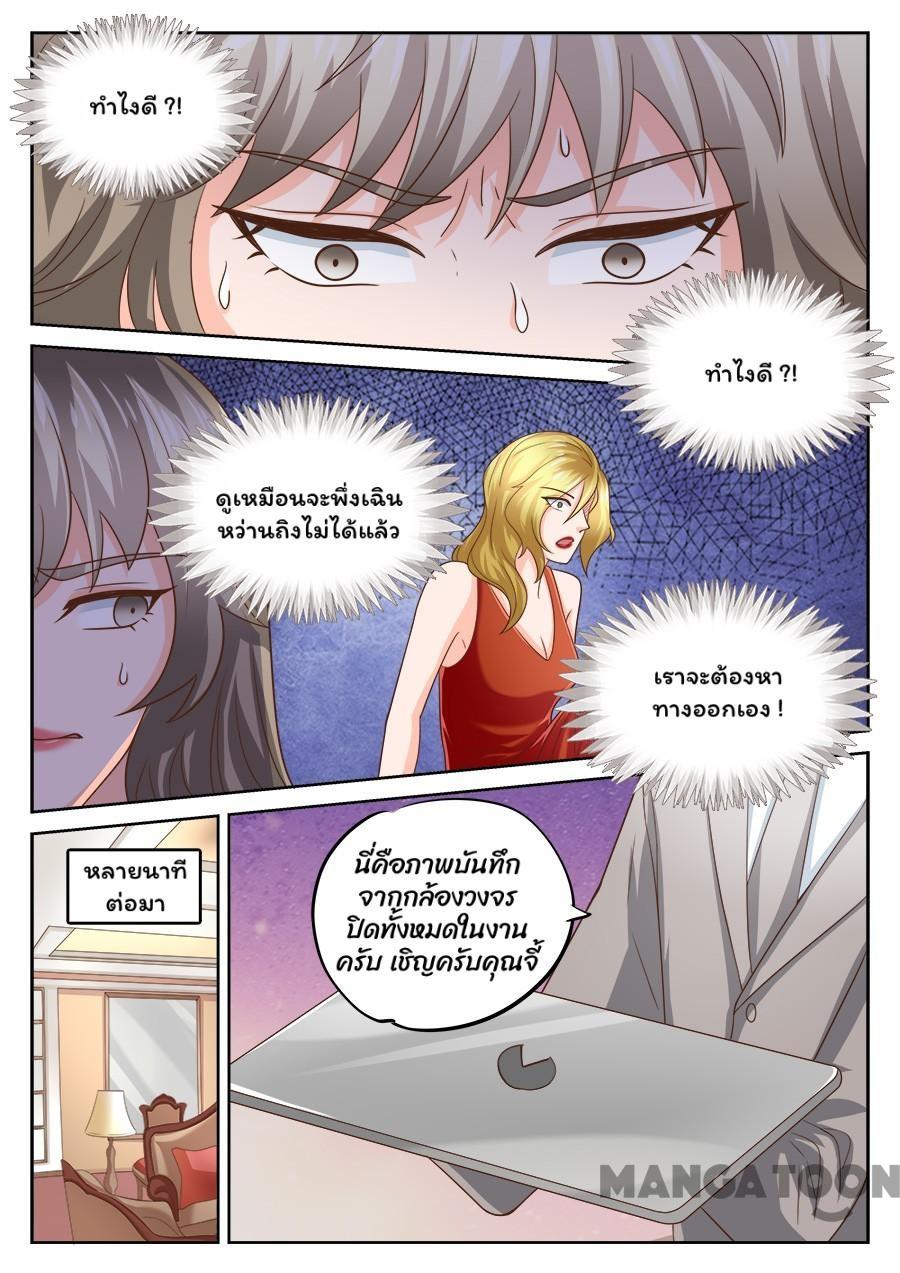 ทำไงดี ?!
ทำไงดี ?!
ดูเหมือนจะพึ่งเฉิน
หว่านถิงไม่ได้แล้ว
เราจะต้องหา
ทางออกเอง !
หลายนาที
ต่อมา
นี่คือภาพบันทึก
จากกล้องวงจร
ปิดทั้งหมดในงาน
ครับ เชิญครับคุณจี้
MANGATOON